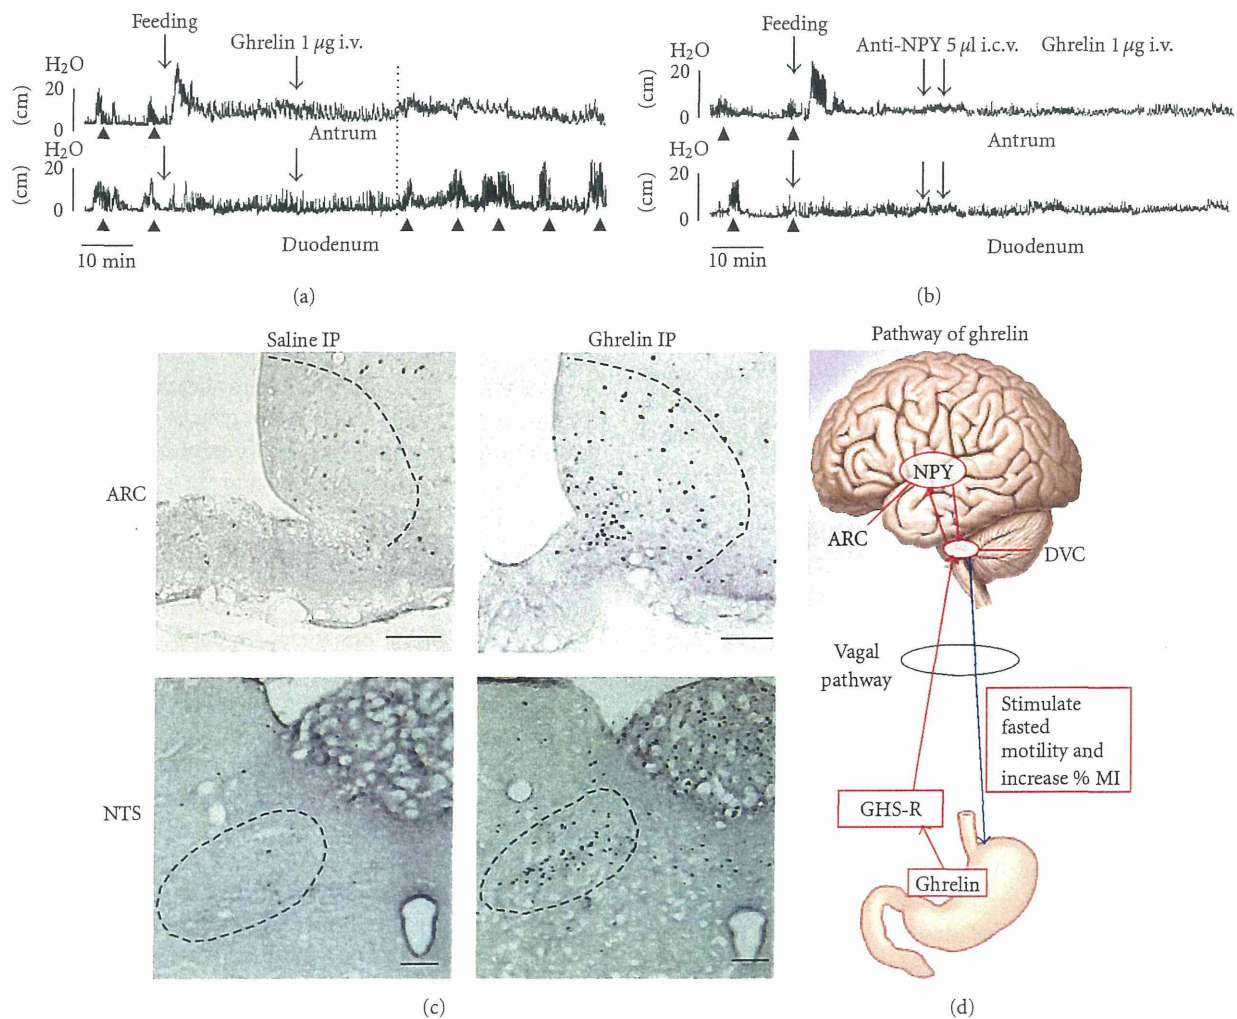 Feeding
Ghrelin 1 µg i.v.
H2O
(cm)
20
0
Antrum
H2O
(cm)
20
0
Duodenum
10 min
(a)
Feeding
Anti-NPY 5 µl i.c.v.
Ghrelin 1 µg i.v.
H2O
(cm)
20
0
Antrum
H2O
(cm)
20
0
Duodenum
10 min
(b)
Saline IP
Ghrelin IP
ARC
NTS
(c)
Pathway of ghrelin
NPY
ARC
DVC
Vagal
pathway
Stimulate
fasted
motility and
increase % MI
GHS-R
Ghrelin
(d)